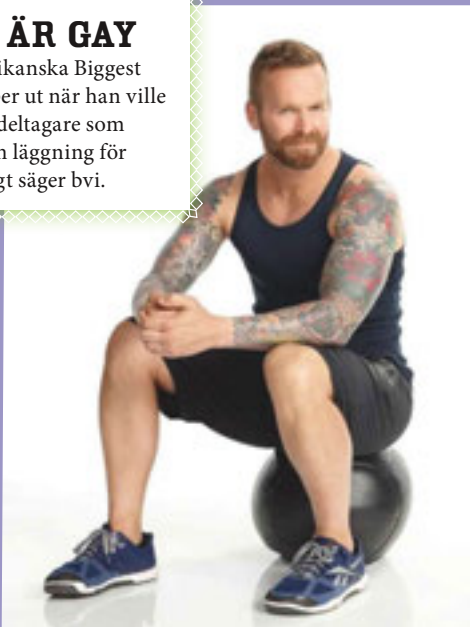 ÄR GAY
ikanska Biggest
er ut när han ville
deltagare som
n läggning för
gt säger bvi.